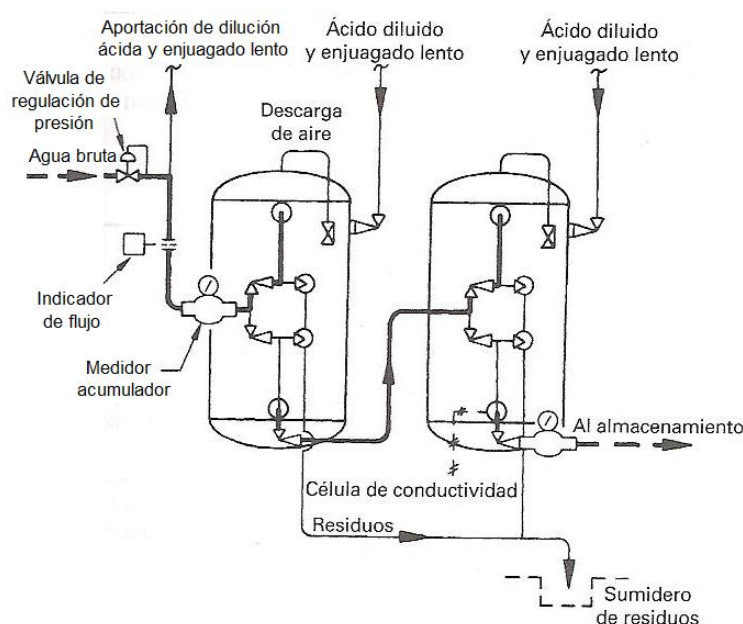 Aportación de dilución
ácida y enjuagado lento
Ácido diluido
y enjuagado lento
Ácido diluido
y enjuagado lento
Válvula de
regulación de
presión
Descarga
de aire
Agua bruta
Indicador
de flujo
Medidor
acumulador
Al almacenamiento
Célula de conductividad
Residuos
Sumidero
de residuos